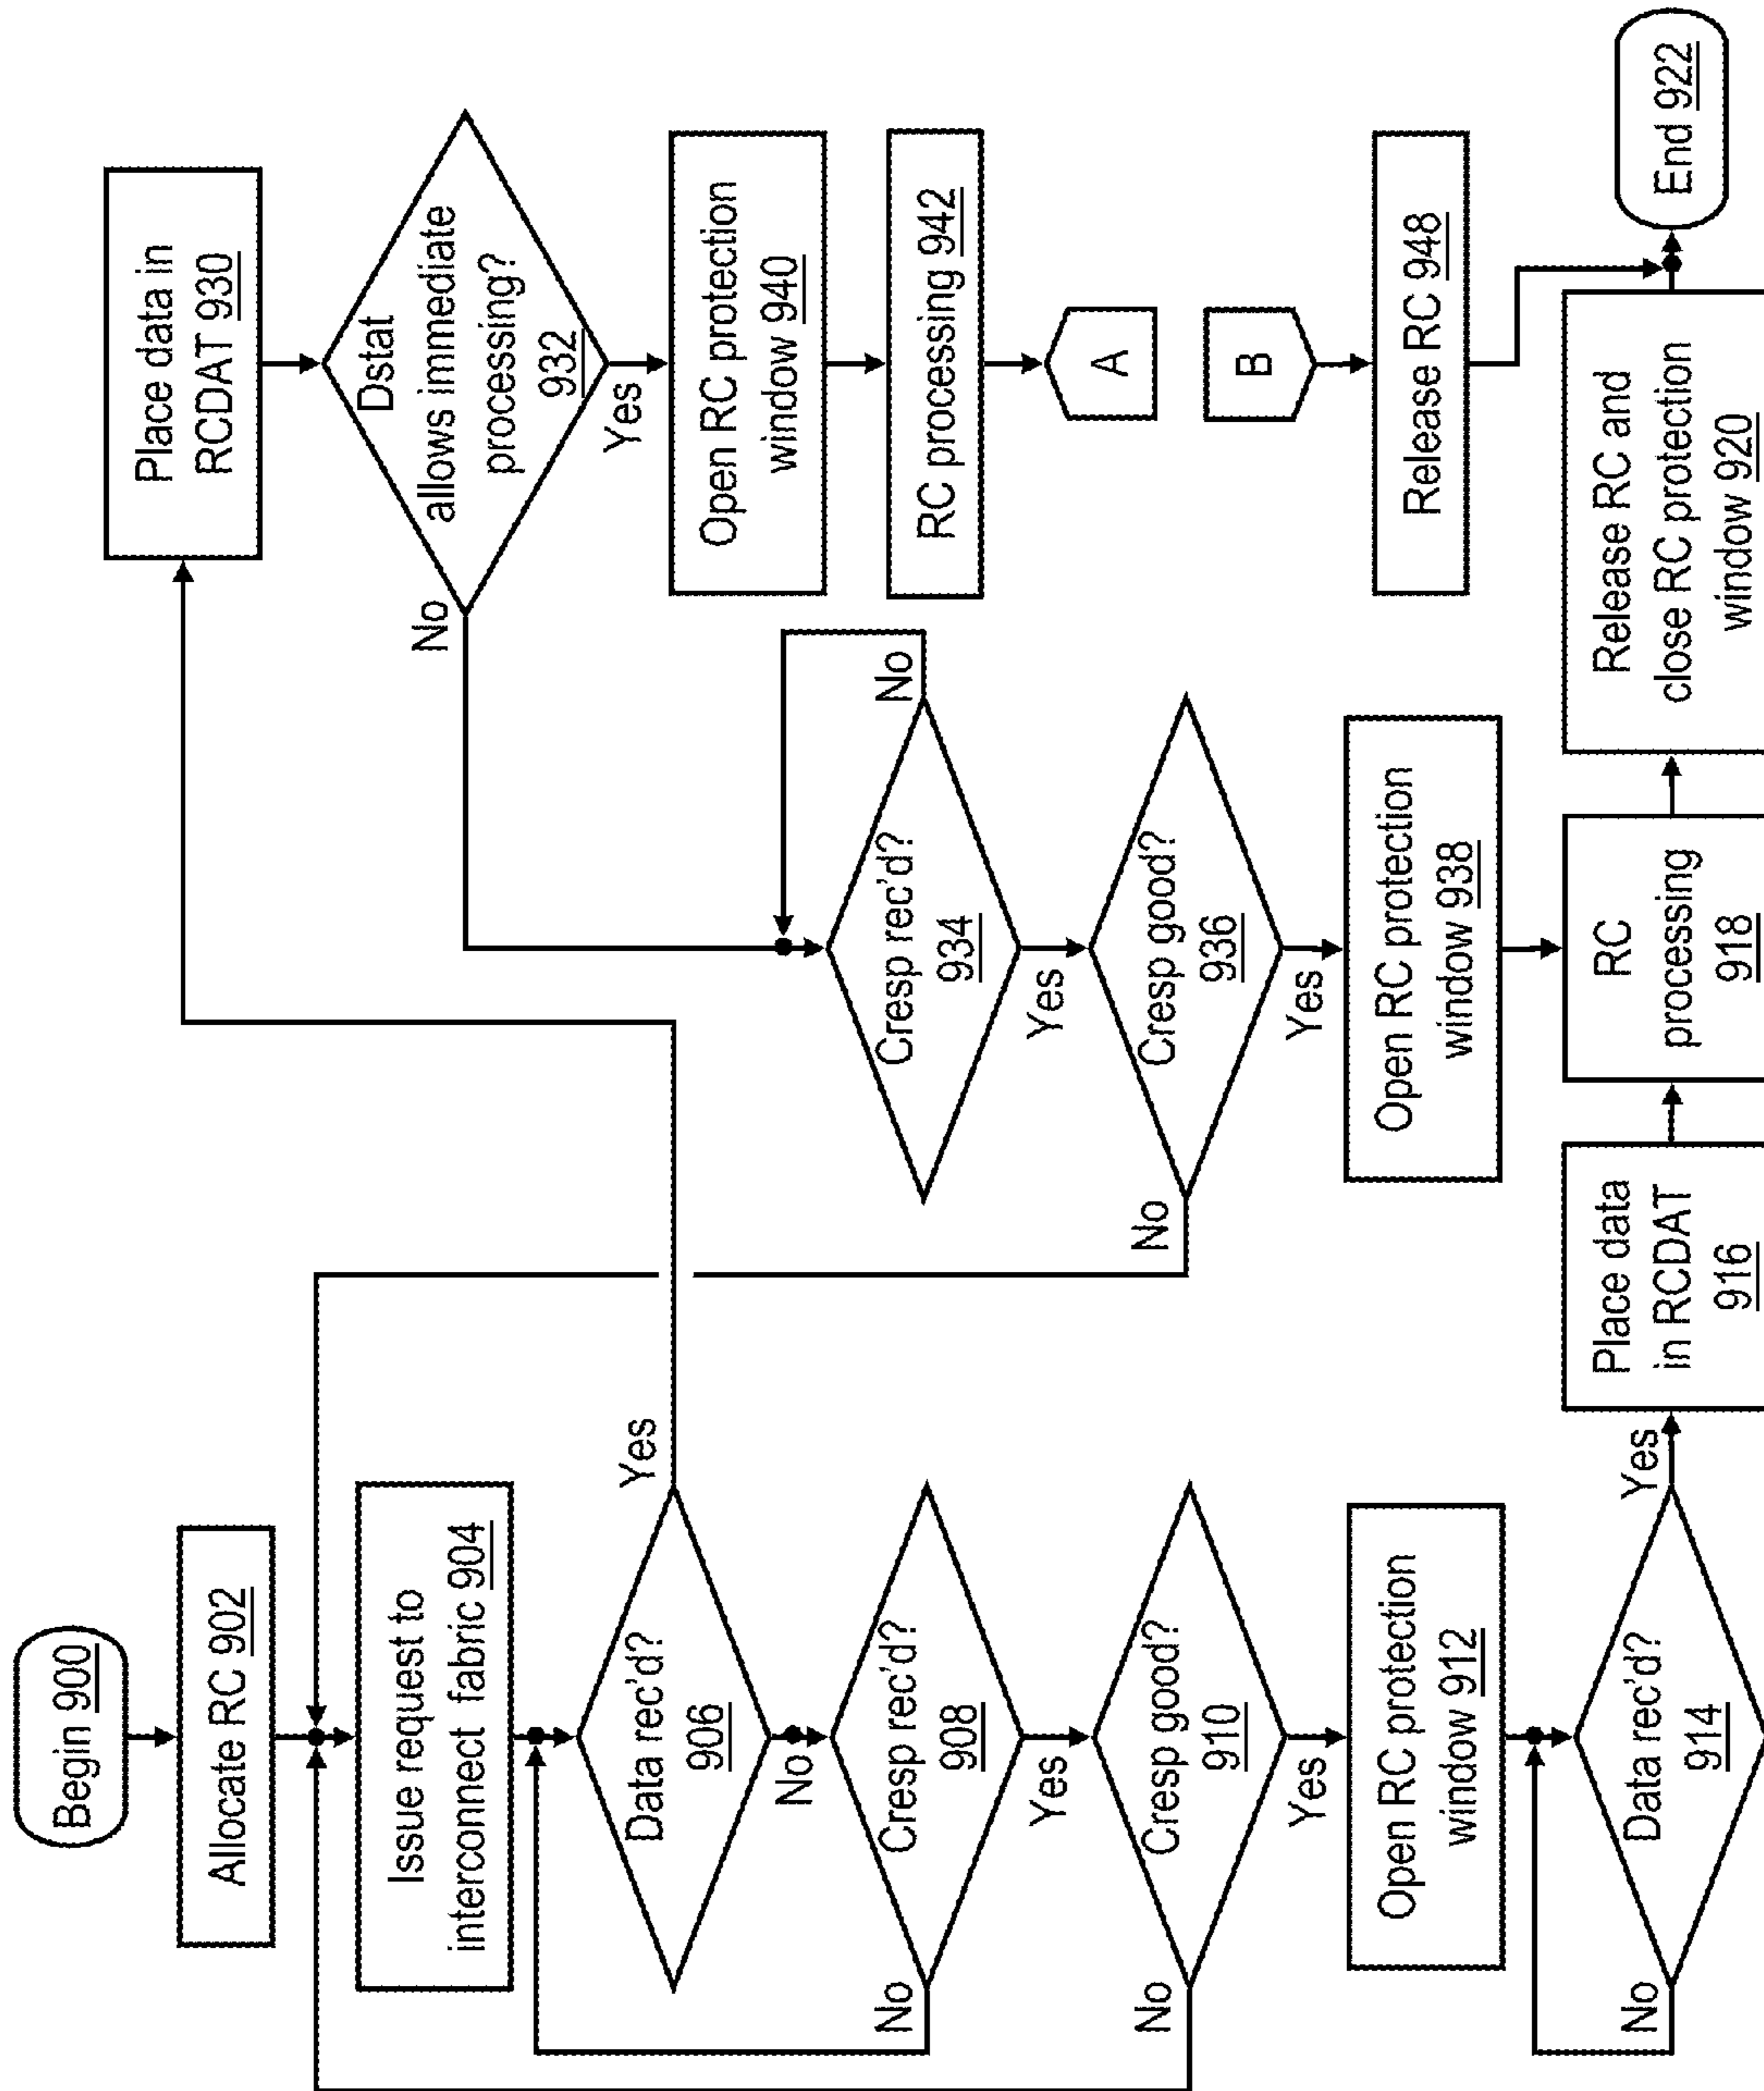 Begin 900
Allocate RC 902
Issue request to
interconnect fabric 904
Data rec'd?
906
Yes
No
Cresp rec'd?
908
No
Yes
Cresp good?
910
No
Yes
Open RC protection
window 912
Data rec'd?
914
No
Yes
Place data
in RCDAT
916
RC
processing
918
Release RC and
close RC protection
window 920
End 922
Place data in
RCDAT 930
Dstat
allows immediate
processing?
932
No
Yes
Cresp rec'd?
934
No
Yes
Cresp good?
936
No
Yes
Open RC protection
window 938
Open RC protection
window 940
RC processing 942
A
B
Release RC 948